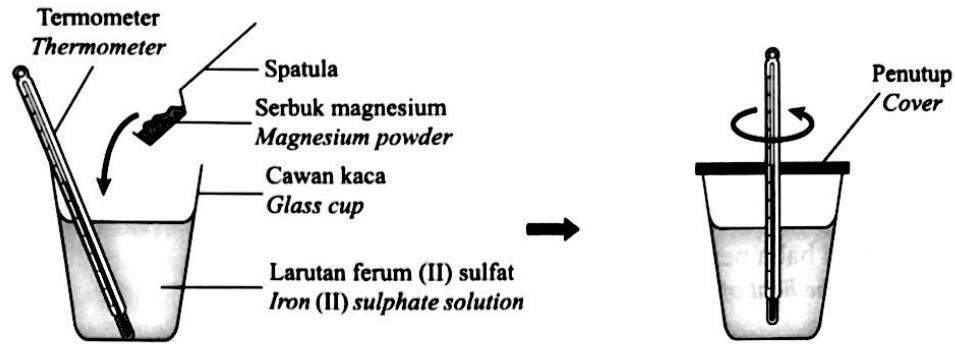 Termometer
Thermometer
Spatula
Serbuk magnesium
Magnesium powder
Cawan kaca
Glass cup
Larutan ferum (II) sulfat
Iron (II) sulphate solution
Penutup
Cover